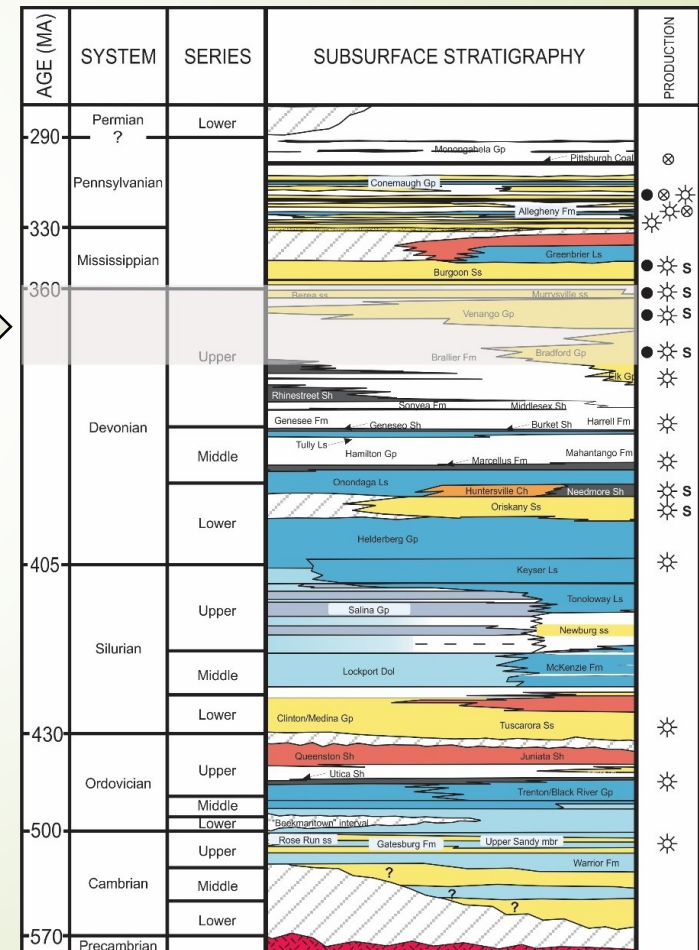 AGE (MA)
SYSTEM
SERIES
SUBSURFACE STRATIGRAPHY
PRODUCTION
Permian
?
Lower
290
Monongahela Gp
Pittsburgh Coal
Pennsylvanian
Conemaugh Gp
Allegheny Fm
330
Mississippian
Greenbrier Ls
Burgoon Ss
S
360
Berea ss
Murrysville ss
S
Venango Gp
S
Upper
Brallier Fm
Bradford Gp
S
Elk Gp
Rhinestreet Sh
Sonyea Fm
Middlesex Sh
Devonian
Genesee Fm
Geneseo Sh
Burket Sh
Harrell Fm
Tully Ls
Middle
Hamilton Gp
Marcellus Fm
Mahantango Fm
Onondaga Ls
Huntersville Ch
Needmore Sh
S
Oriskany Ss
S
Lower
Helderberg Gp
405
Keyser Ls
Tonoloway Ls
Upper
Salina Gp
Newburg ss
Silurian
Middle
Lockport Dol
McKenzie Fm
Lower
Clinton/Medina Gp
Tuscarora Ss
430
Queenston Sh
Juniata Sh
Upper
Utica Sh
Ordovician
Trenton/Black River Gp
Middle
Lower
"Beekmantown" interval
500
Rose Run ss
Gatesburg Fm
Upper Sandy mbr
Upper
Warrior Fm
Cambrian
Middle
?
?
?
Lower
570
Precambrian